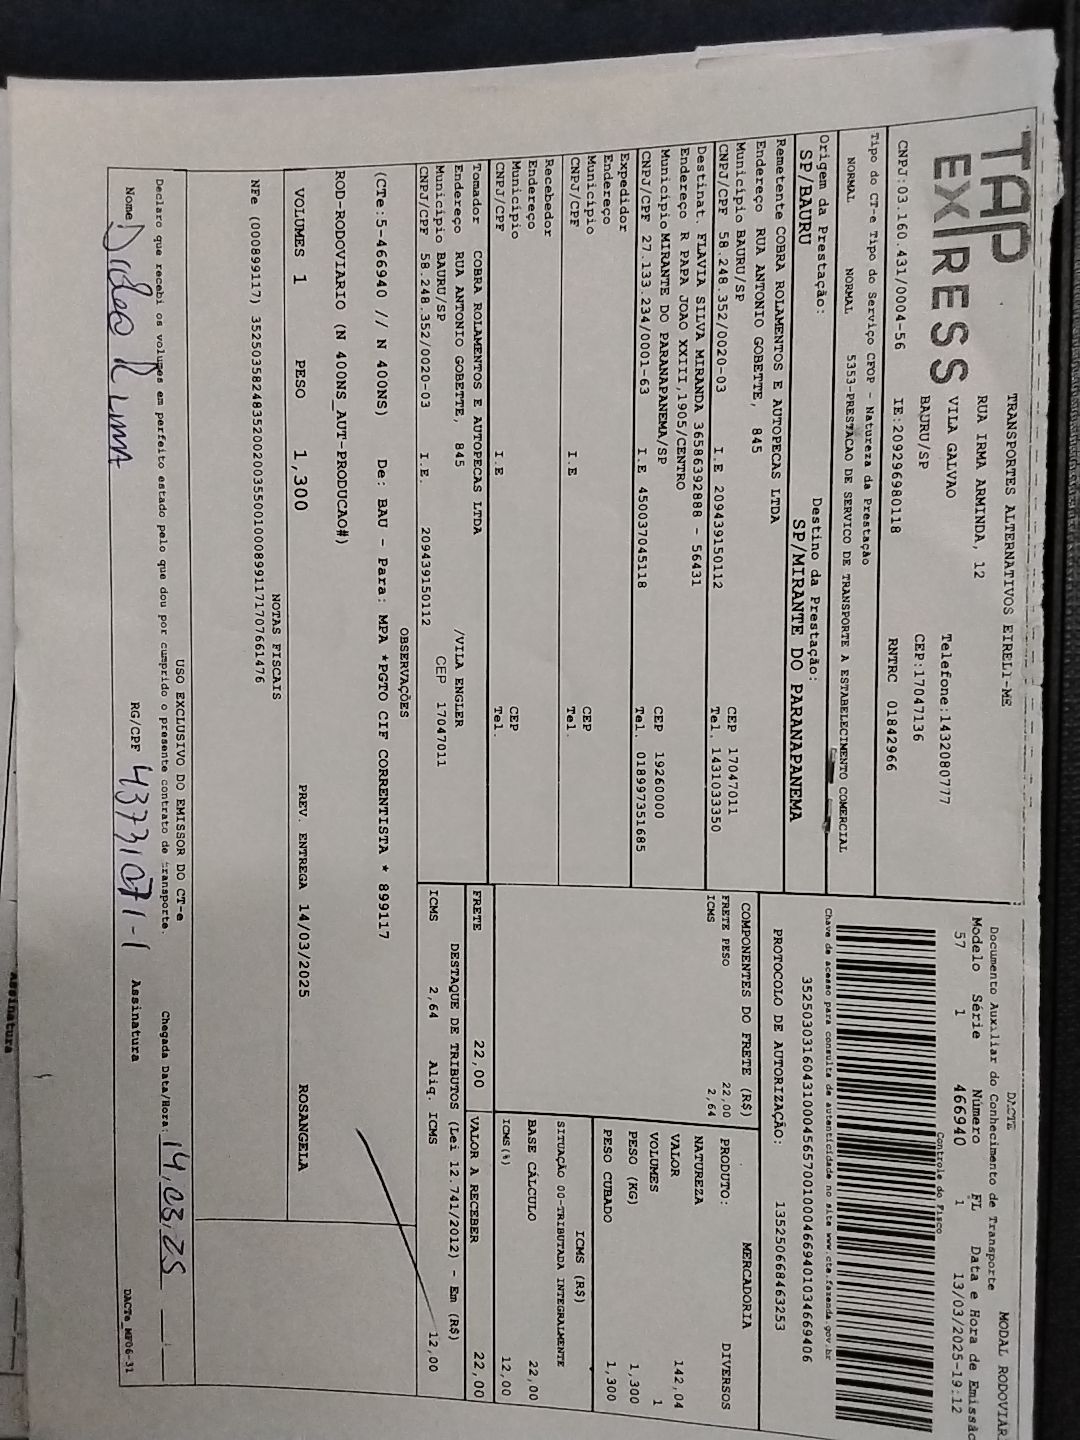 TAP
EXPRESS
TRANSPORTES ALTERNATIVOS EIRELI-ME
RUA IRMA ARMINDA, 12
VILA GALVAO
BAURU/SP
Telefone:1432080777
CEP:17047136
CNPJ:03.160.431/0004-56 IE:209296980118 RNTRC 01842966
Tipo do CT-e Tipo do Serviço CFOP - Natureza da Prestação
NORMAL NORMAL 5353-PRESTACAO DE SERVICO DE TRANSPORTE A ESTABELECIMENTO COMERCIAL
Origem da Prestação: Destino da Prestação:
SP/BAURU SP/MIRANTE DO PARANAPANEMA
Remetente COBRA ROLAMENTOS E AUTOPECAS LTDA
Endereço RUA ANTONIO GOBETTE, 845
Município BAURU/SP CEP 17047011
CNPJ/CPF 58.248.352/0020-03 I.E 209439150112 Tel. 1431033350
Destinat. FLAVIA SILVA MIRANDA 36586392888 - 56431
Endereço R PAPA JOAO XXIII,1905/CENTRO
Município MIRANTE DO PARANAPANEMA/SP CEP 19260000
CNPJ/CPF 27.133.234/0001-63 I.E 450037045118 Tel. 018997351685
Expedidor
Endereço
Município CEP
CNPJ/CPF I.E Tel.
Recebedor
Endereço
Município CEP
CNPJ/CPF I.E Tel.
Tomador COBRA ROLAMENTOS E AUTOPECAS LTDA
Endereço RUA ANTONIO GOBETTE, 845 /VILA ENGLER
Município BAURU/SP CEP 17047011
CNPJ/CPF 58.248.352/0020-03 I.E. 209439150112
DACTE MODAL RODOVIAR
Documento Auxiliar do Conhecimento de Transporte
Modelo Série Número FL Data e Hora de Emissão
57 1 466940 1 13/03/2025-19:12
Controle do Fisco
Chave de acesso para consulta de autenticidade no site www.cte.fazenda.gov.br
35250303160431000456570010004669401034669406
PROTOCOLO DE AUTORIZAÇÃO: 135250668463253
COMPONENTES DO FRETE (R$)
FRETE PESO 22,00
ICMS 2,64
MERCADORIA
PRODUTO: DIVERSOS
NATUREZA
VALOR 142,04
VOLUMES 1
PESO (KG) 1,300
PESO CUBADO 1,300
ICMS (R$)
SITUAÇÃO 00-TRIBUTADA INTEGRALMENTE
BASE CÁLCULO 22,00
ICMS(%) 12,00
FRETE 22,00 VALOR A RECEBER 22,00
DESTAQUE DE TRIBUTOS (Lei 12.741/2012) - Em (R$)
ICMS 2,64 Aliq. ICMS 12,00
OBSERVAÇÕES
(CTe:5-466940 // N 400NS) De: BAU - Para: MPA *PGTO CIF CORRENTISTA * 899117
ROD-RODOVIARIO (N 400NS_AUT-PRODUCAO#)
VOLUMES 1 PESO 1,300 PREV. ENTREGA 14/03/2025 ROSANGELA
NOTAS FISCAIS
NFe (000899117) 35250358248352002003550010008991171707661476
USO EXCLUSIVO DO EMISSOR DO CT-e
Declaro que recebi os volumes em perfeito estado pelo que dou por cumprido o presente contrato de transporte. Chegada Data/Hora: 14,03,25 :
Nome RG/CPF 43731071-1 Assinatura
DACTe_MF06-31
Assinatura